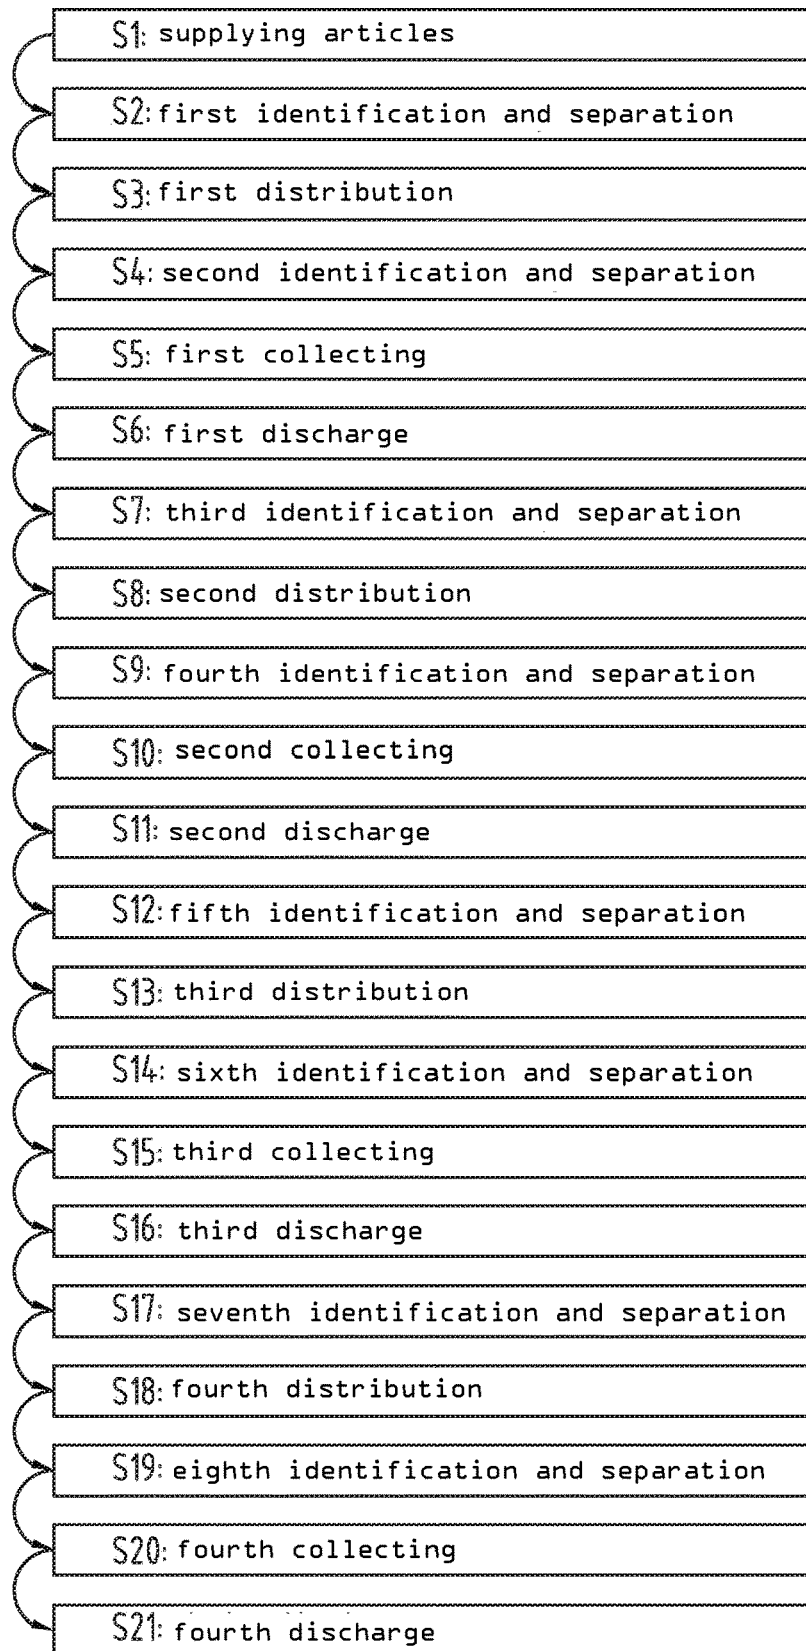 S1: supplying articles
S2: first identification and separation
S3: first distribution
S4: second identification and separation
S5: first collecting
S6: first discharge
S7: third identification and separation
S8: second distribution
S9: fourth identification and separation
S10: second collecting
S11: second discharge
S12: fifth identification and separation
S13: third distribution
S14: sixth identification and separation
S15: third collecting
S16: third discharge
S17: seventh identification and separation
S18: fourth distribution
S19: eighth identification and separation
S20: fourth collecting
S21: fourth discharge